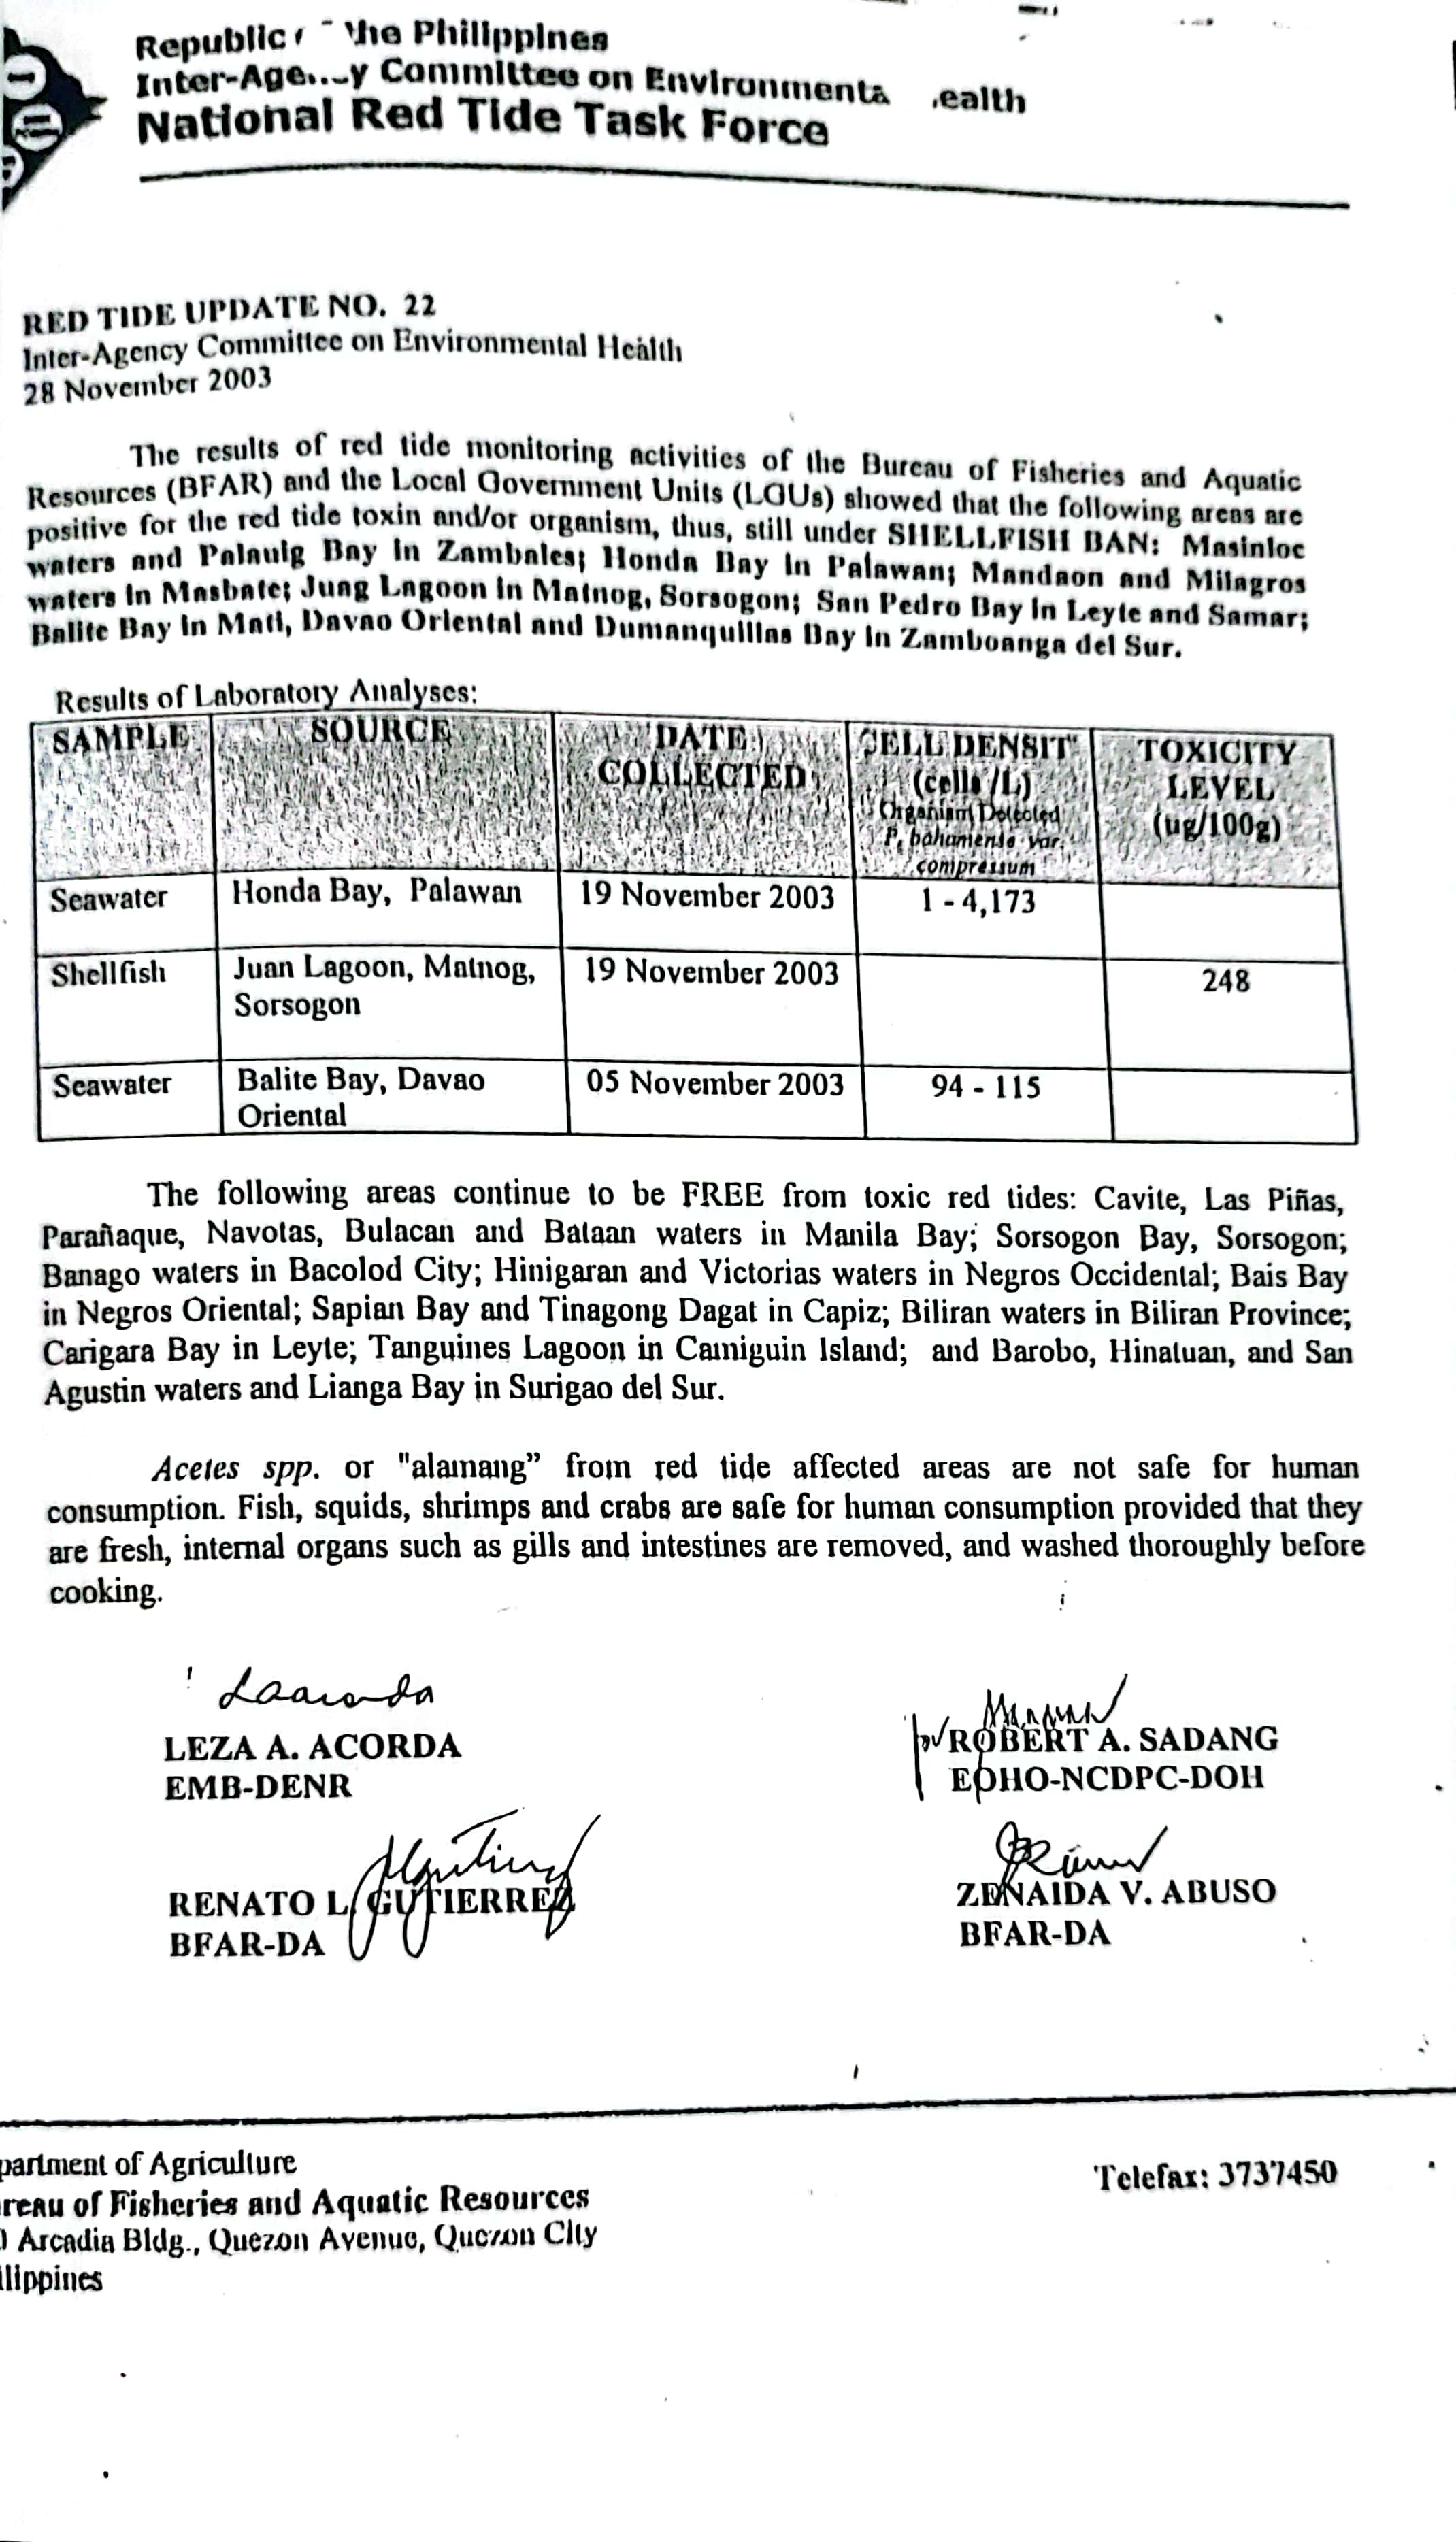 Republic the Philippines
Committee on Environmenta ealth
National Red Tide Task Force
RED TIDE UPDATE NO. 22
Inter-Agency Committee on Environmental Health
28 November 2003
The results of red tide monitoring activities of the Bureau of Fisheries and Aquatic
Resources (BFAR) and the Local Government Units (LGUs) showed that the following areas are
positive for the red tide toxin and/or organism, thus, still under SHELLFISH BAN: Masinloc
waters and Palauig Bay in Zambales; Honda Bay in Palawan; Mandaon and Milagros
waters in Masbate; Juag Lagoon in Matnog, Sorsogon; San Pedro Bay in Leyte and Samar;
Balite Bay in Mati, Davao Oriental and Dumanquillas Bay in Zamboanga del Sur.
Results of Laboratory Analyses:
SAMPLE SOURCE DATE COLLECTED CELL DENSIT (cells/L) Organism Detected P. bahamense var. compressum TOXICITY LEVEL (ug/100g)
Seawater Honda Bay, Palawan 19 November 2003 1 - 4,173
Shellfish Juan Lagoon, Matnog, 19 November 2003 248
Sorsogon
Seawater Balite Bay, Davao 05 November 2003 94 - 115
Oriental
The following areas continue to be FREE from toxic red tides: Cavite, Las Piñas,
Parañaque, Navotas, Bulacan and Bataan waters in Manila Bay; Sorsogon Bay, Sorsogon;
Banago waters in Bacolod City; Hinigaran and Victorias waters in Negros Occidental; Bais Bay
in Negros Oriental; Sapian Bay and Tinagong Dagat in Capiz; Biliran waters in Biliran Province;
Carigara Bay in Leyte; Tanguines Lagoon in Camiguin Island; and Barobo, Hinatuan, and San
Agustin waters and Lianga Bay in Surigao del Sur.
Acetes spp. or "alamang” from red tide affected areas are not safe for human
consumption. Fish, squids, shrimps and crabs are safe for human consumption provided that they
are fresh, internal organs such as gills and intestines are removed, and washed thoroughly before
cooking.
LEZA A. ACORDA
EMB-DENR
for ROBERT A. SADANG
EOHO-NCDPC-DOH
RENATO L. GUTIERREZ
BFAR-DA
ZENAIDA V. ABUSO
BFAR-DA
partment of Agriculture
reau of Fisheries and Aquatic Resources
Arcadia Bldg., Quezon Avenue, Quezon City
lippines
Telefax: 3737450